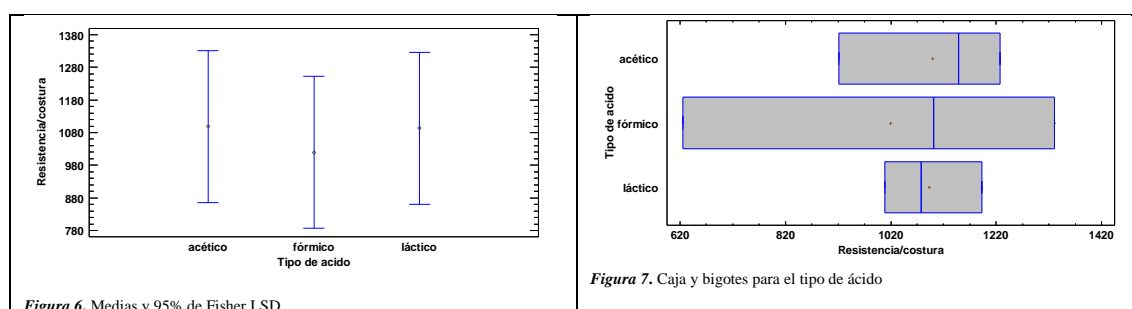 1380
1280
1180
1080
980
880
780
Resistencia/costura
acético fórmico láctico
Tipo de acido
Figura 6. Medias y 95% de Fisher LSD
Tipo de acido
acético
fórmico
láctico
620 820 1020 1220 1420
Resistencia/costura
Figura 7. Caja y bigotes para el tipo de ácido